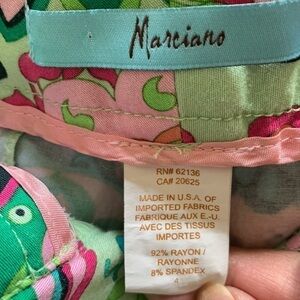 Marciano
RN# 62136
CA# 20625
MADE IN U.S.A. OF
IMPORTED FABRICS
FABRIQUE AUX E.-U.
AVEC DES TISSUS
IMPORTES
92% RAYON /
RAYONNE
8% SPANDEX
4